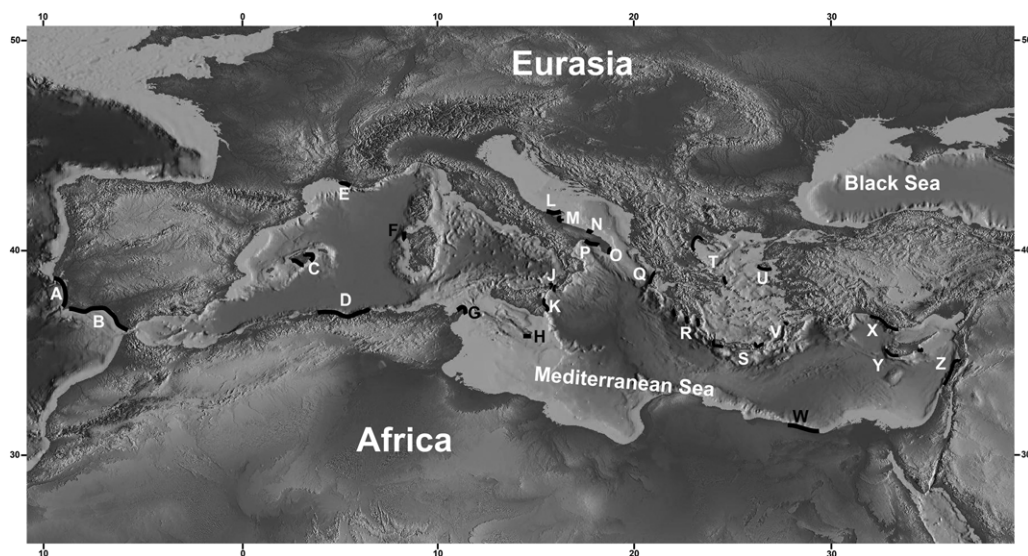 10 0 10 20 30
50 50
Eurasia
Black Sea
E
L
M
N
F
40 40
P
O
T
C
Q
U
J
A
D
G
K
B
H
R
V
X
S
Y
Z
Mediterranean Sea
W
Africa
30 30
10 0 10 20 30